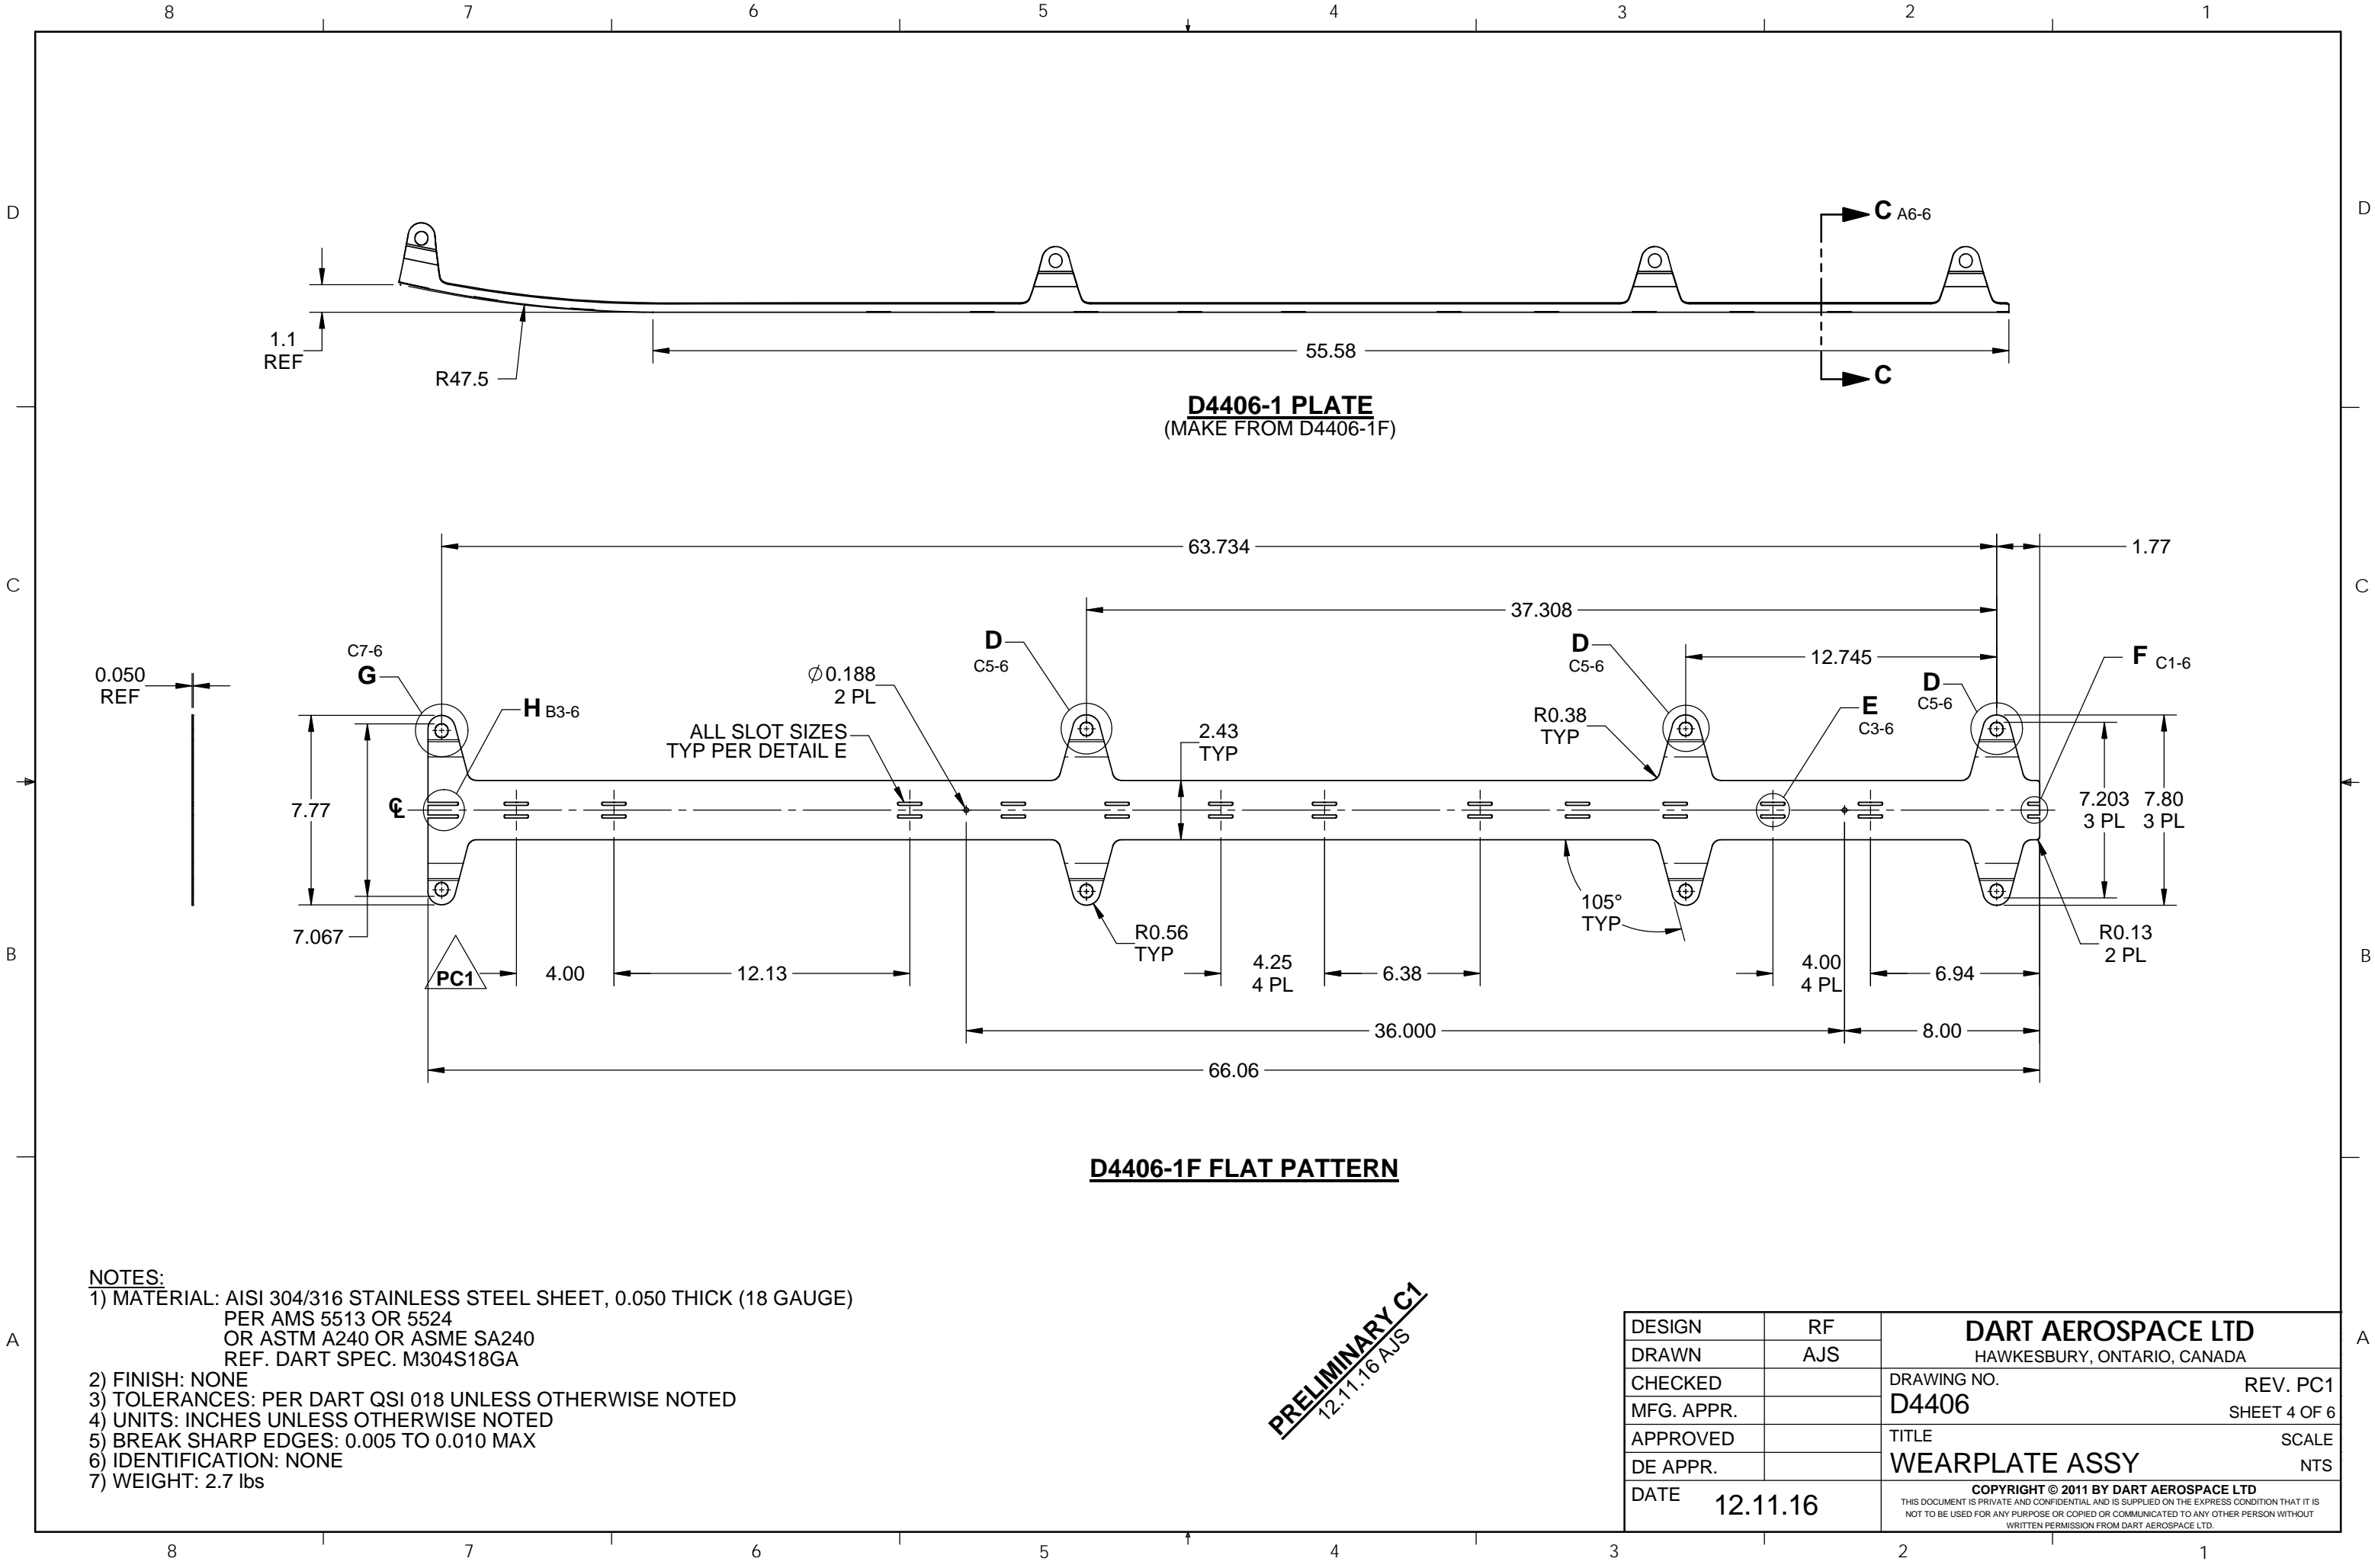 8 7 6 5 4 3 2 1
D
D
C A6-6
1.1
REF
R47.5
55.58
C
D4406-1 PLATE
(MAKE FROM D4406-1F)
63.734
1.77
C
C
37.308
C7-6
G
D
C5-6
D
C5-6
12.745
F C1-6
0.050
REF
Ø0.188
2 PL
H B3-6
D
C5-6
E
C3-6
R0.38
TYP
ALL SLOT SIZES
TYP PER DETAIL E
2.43
TYP
7.77
℄
7.203
3 PL
7.80
3 PL
7.067
105°
TYP
R0.56
TYP
R0.13
2 PL
B
B
PC1
4.00
12.13
4.25
4 PL
6.38
4.00
4 PL
6.94
36.000
8.00
66.06
D4406-1F FLAT PATTERN
NOTES:
1) MATERIAL: AISI 304/316 STAINLESS STEEL SHEET, 0.050 THICK (18 GAUGE)
PER AMS 5513 OR 5524
OR ASTM A240 OR ASME SA240
REF. DART SPEC. M304S18GA
2) FINISH: NONE
3) TOLERANCES: PER DART QSI 018 UNLESS OTHERWISE NOTED
4) UNITS: INCHES UNLESS OTHERWISE NOTED
5) BREAK SHARP EDGES: 0.005 TO 0.010 MAX
6) IDENTIFICATION: NONE
7) WEIGHT: 2.7 lbs
A
A
PRELIMINARY C1
12.11.16 AJS
DESIGN RF
DRAWN AJS
CHECKED
MFG. APPR.
APPROVED
DE APPR.
DATE 12.11.16
DART AEROSPACE LTD
HAWKESBURY, ONTARIO, CANADA
DRAWING NO. REV. PC1
D4406 SHEET 4 OF 6
TITLE SCALE
WEARPLATE ASSY NTS
COPYRIGHT © 2011 BY DART AEROSPACE LTD
THIS DOCUMENT IS PRIVATE AND CONFIDENTIAL AND IS SUPPLIED ON THE EXPRESS CONDITION THAT IT IS
NOT TO BE USED FOR ANY PURPOSE OR COPIED OR COMMUNICATED TO ANY OTHER PERSON WITHOUT
WRITTEN PERMISSION FROM DART AEROSPACE LTD.
8 7 6 5 4 3 2 1